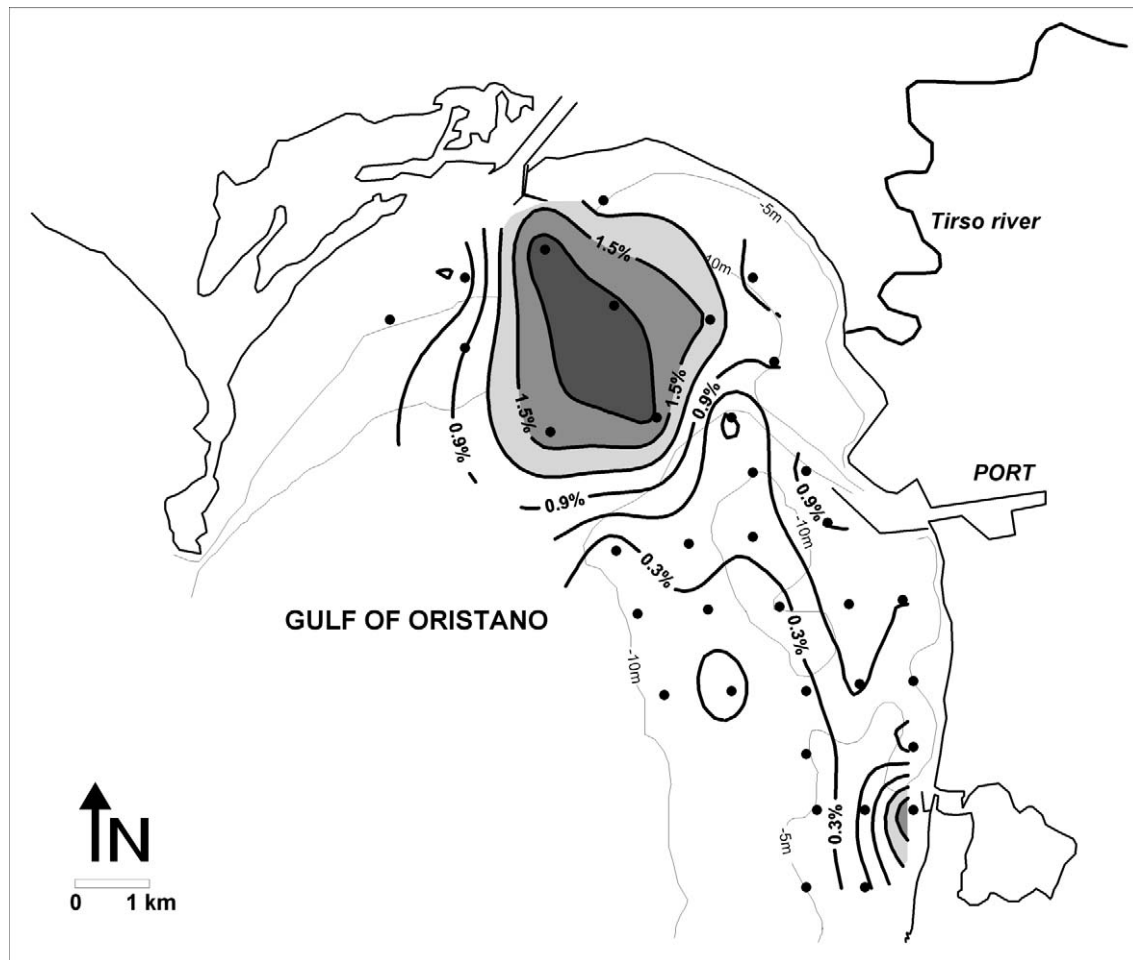 -5m
Tirso river
1.5%
-10m
1.5%
0.9%
1.5%
0.9%
PORT
0.9%
0.9%
-10m
0.3%
GULF OF ORISTANO
0.3%
-10m
N
0.3%
-5m
0 1 km